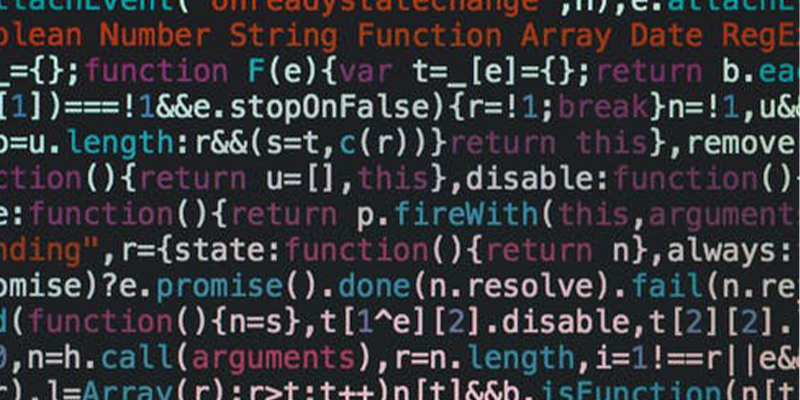 ttachEvent("onreadystatechange",n),e.attachE
olean Number String Function Array Date RegE
_={};function F(e){var t=_[e]={};return b.ea
[1])===!1&&e.stopOnFalse){r=!1;break}n=!1,u&
o=u.length:r&&(s=t,c(r))}return this},remove
ction(){return u=[],this},disable:function()
e:function(){return p.fireWith(this,argument
nding",r={state:function(){return n},always:
omise)?e.promise().done(n.resolve).fail(n.re
d(function(){n=s},t[1^e][2].disable,t[2][2].
0,n=h.call(arguments),r=n.length,i=1!==r||e&
r),l=Array(r);r>t;t++)n[t]&&b.isFunction(n[t